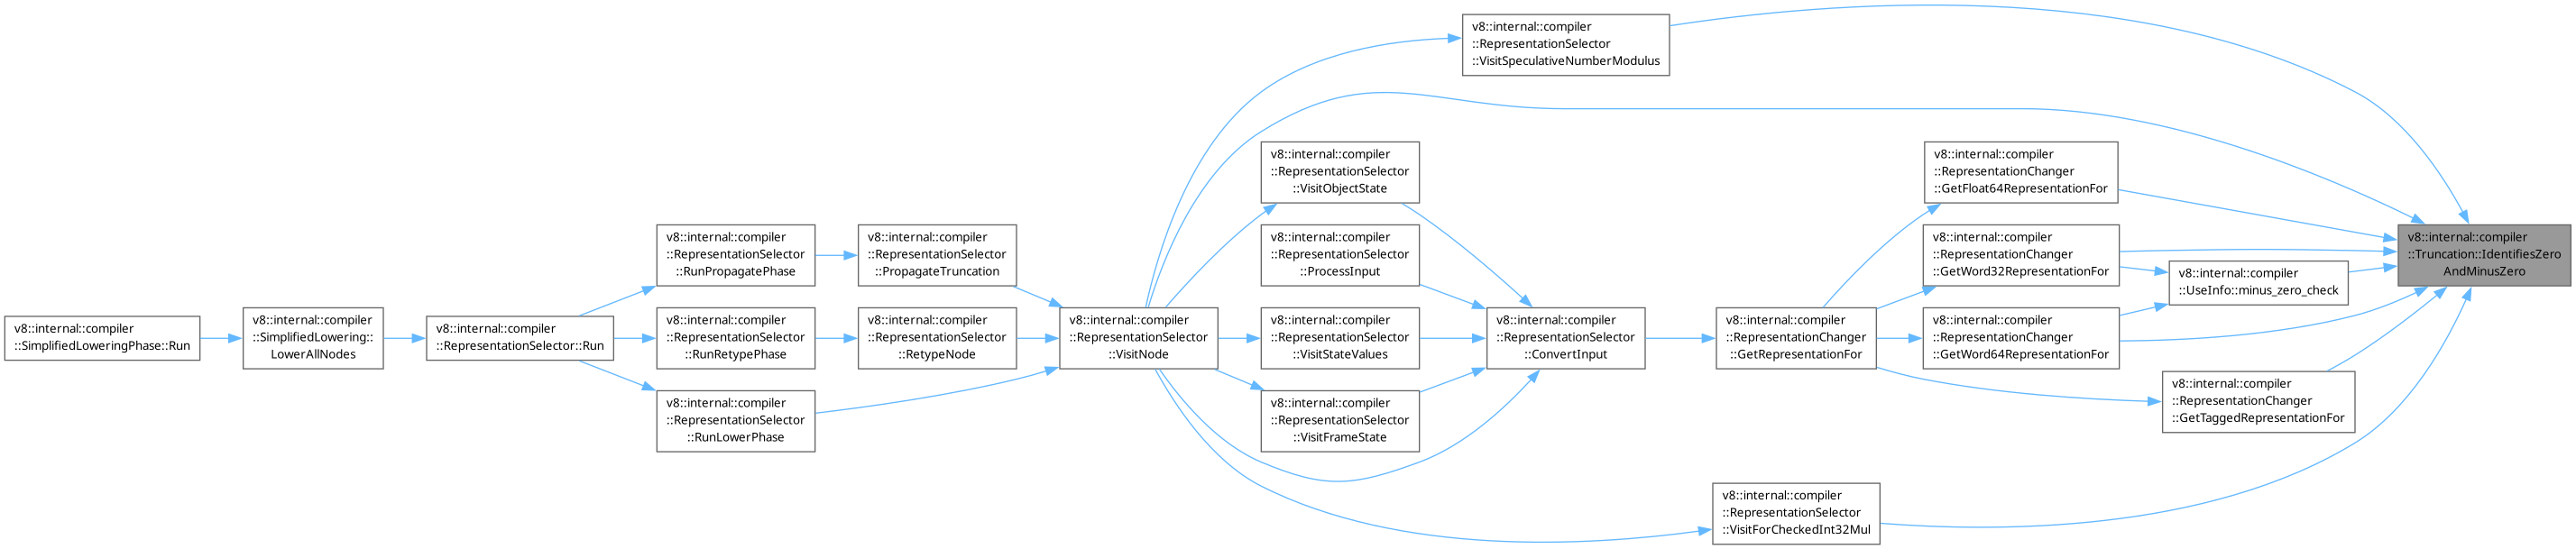 v8::internal::compiler
::SimplifiedLoweringPhase::Run
v8::internal::compiler
::SimplifiedLowering::
LowerAllNodes
v8::internal::compiler
::RepresentationSelector::Run
v8::internal::compiler
::RepresentationSelector
::RunPropagatePhase
v8::internal::compiler
::RepresentationSelector
::RunRetypePhase
v8::internal::compiler
::RepresentationSelector
::RunLowerPhase
v8::internal::compiler
::RepresentationSelector
::PropagateTruncation
v8::internal::compiler
::RepresentationSelector
::RetypeNode
v8::internal::compiler
::RepresentationSelector
::VisitNode
v8::internal::compiler
::RepresentationSelector
::VisitObjectState
v8::internal::compiler
::RepresentationSelector
::ProcessInput
v8::internal::compiler
::RepresentationSelector
::VisitStateValues
v8::internal::compiler
::RepresentationSelector
::VisitFrameState
v8::internal::compiler
::RepresentationSelector
::VisitSpeculativeNumberModulus
v8::internal::compiler
::RepresentationSelector
::ConvertInput
v8::internal::compiler
::RepresentationChanger
::GetRepresentationFor
v8::internal::compiler
::RepresentationSelector
::VisitForCheckedInt32Mul
v8::internal::compiler
::RepresentationChanger
::GetFloat64RepresentationFor
v8::internal::compiler
::RepresentationChanger
::GetWord32RepresentationFor
v8::internal::compiler
::RepresentationChanger
::GetWord64RepresentationFor
v8::internal::compiler
::UseInfo::minus_zero_check
v8::internal::compiler
::RepresentationChanger
::GetTaggedRepresentationFor
v8::internal::compiler
::Truncation::IdentifiesZero
AndMinusZero